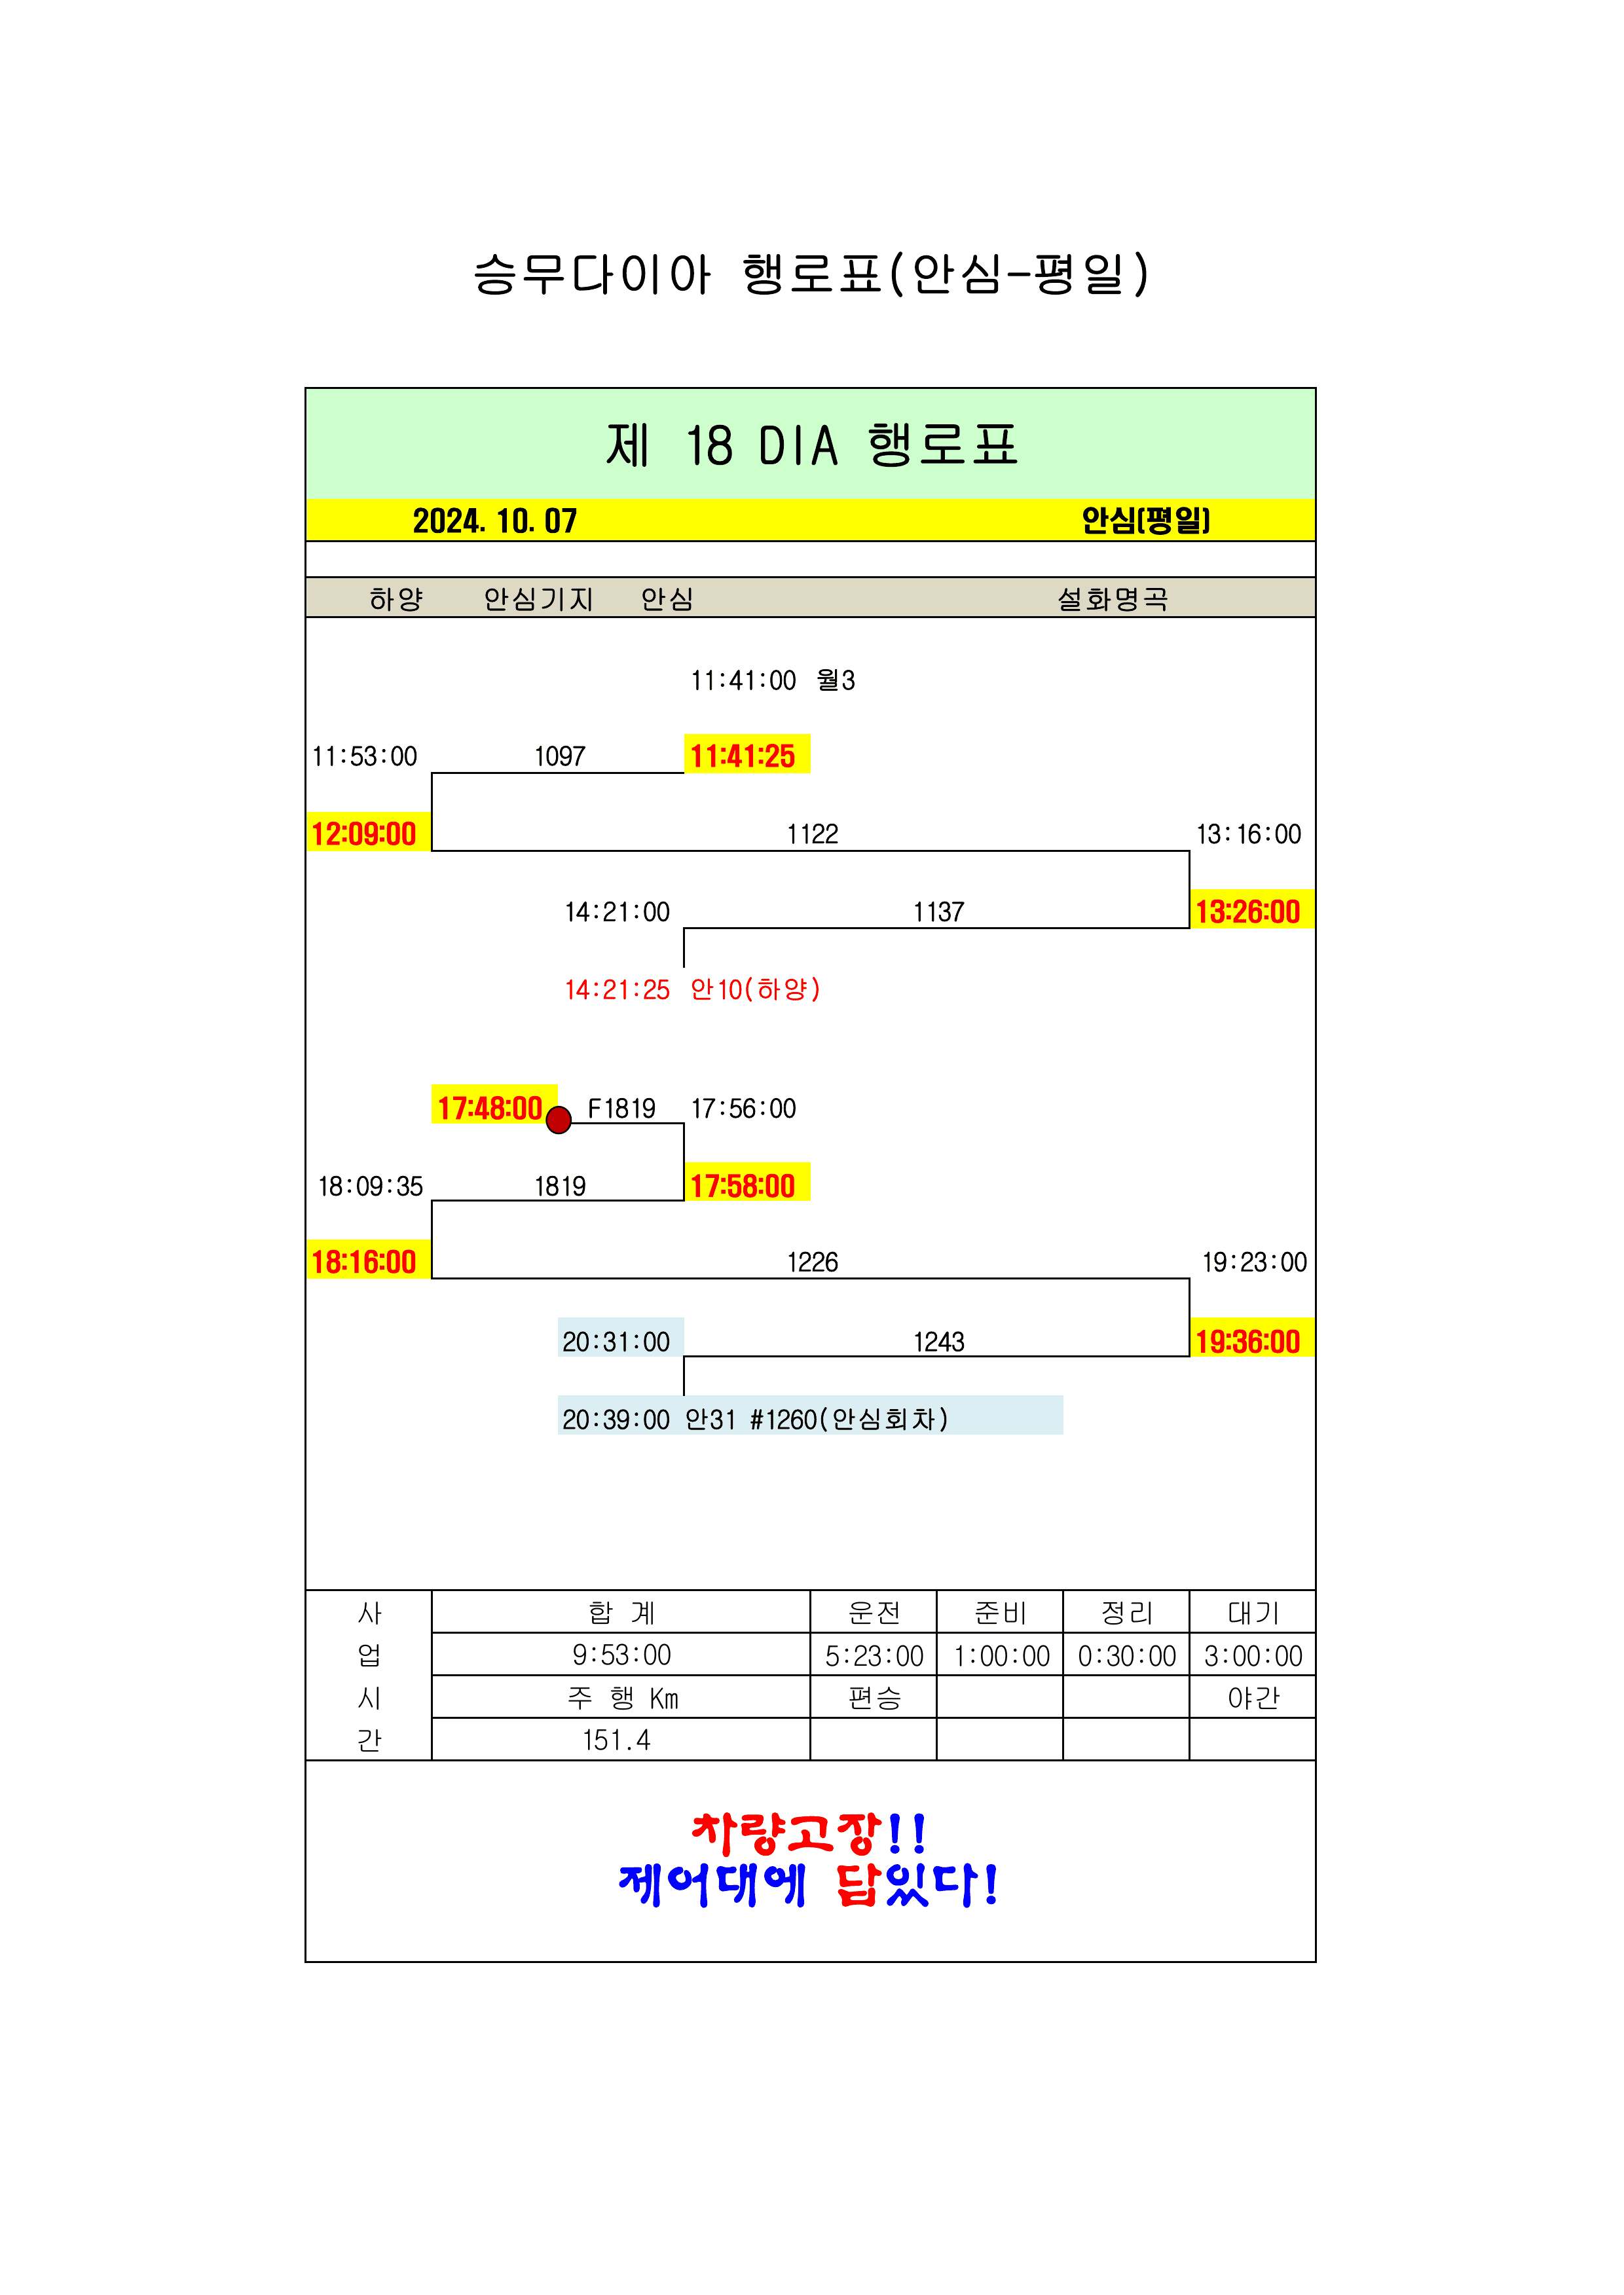 승무다이아 행로표(안심-평일)
제 18 DIA 행로표
2024. 10. 07 안심(평일)
하양 안심기지 안심 설화명곡
11:41:00 월3
11:53:00 1097 11:41:25
12:09:00 1122 13:16:00
14:21:00 1137 13:26:00
14:21:25 안10(하양)
17:48:00 F1819 17:56:00
18:09:35 1819 17:58:00
18:16:00 1226 19:23:00
20:31:00 1243 19:36:00
20:39:00 안31 #1260(안심회차)
사 합 계 운전 준비 정리 대기
업 9:53:00 5:23:00 1:00:00 0:30:00 3:00:00
시 주 행 Km 편승 야간
간 151.4
차량고장!!
제어대에 답있다!